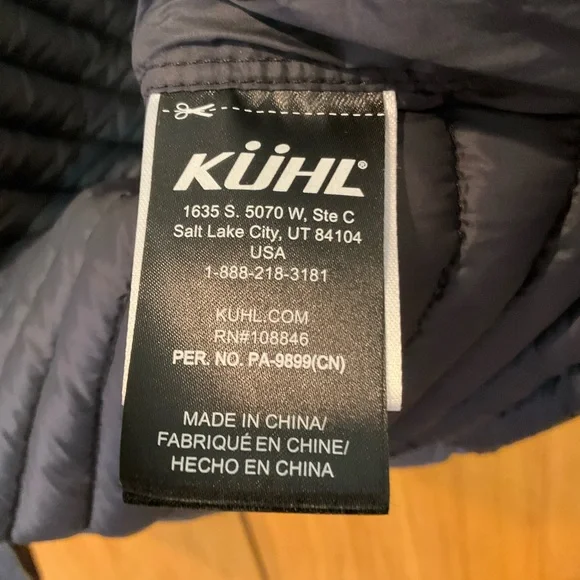 KÜHL®
1635 S. 5070 W, Ste C
Salt Lake City, UT 84104
USA
1-888-218-3181
KUHL.COM
RN#108846
PER. NO. PA-9899(CN)
MADE IN CHINA/
FABRIQUÉ EN CHINE/
HECHO EN CHINA